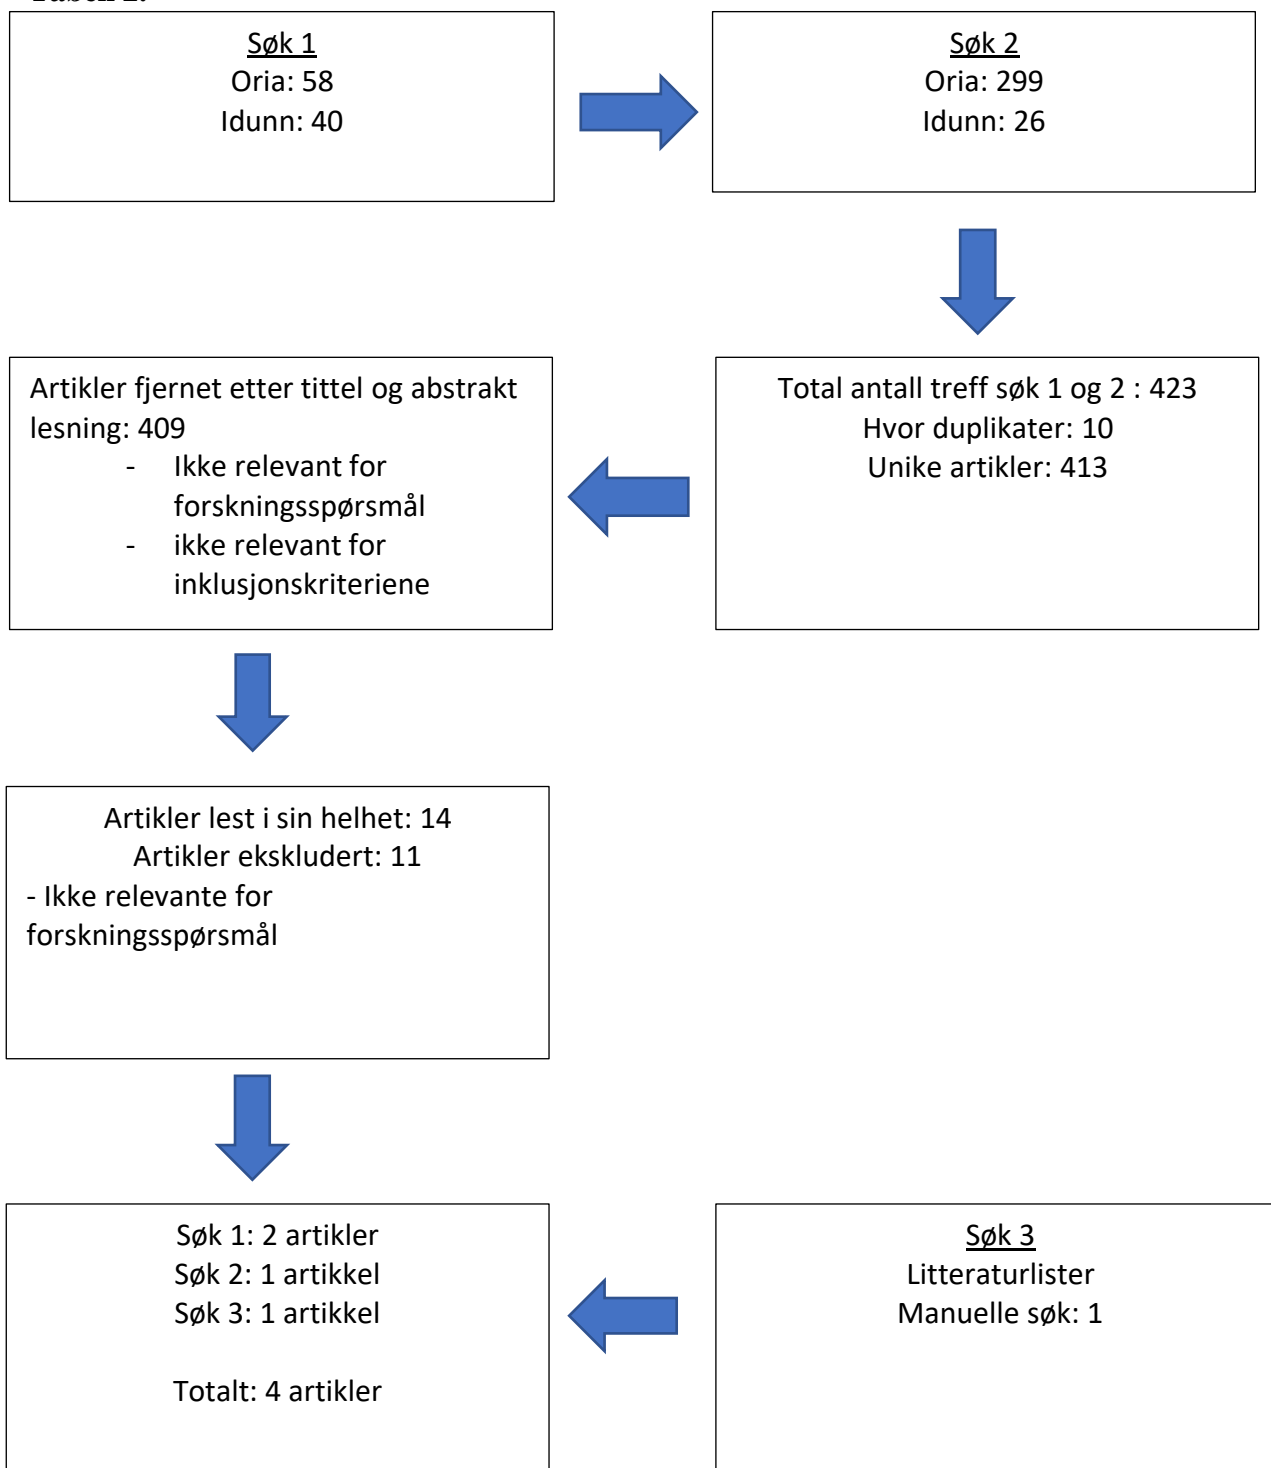 Søk 1
Oria: 58
Idunn: 40
Søk 2
Oria: 299
Idunn: 26
Total antall treff søk 1 og 2 : 423
Hvor duplikater: 10
Unike artikler: 413
Artikler fjernet etter tittel og abstrakt
lesning: 409
- Ikke relevant for
forskningsspørsmål
- ikke relevant for
inklusjonskriteriene
Artikler lest i sin helhet: 14
Artikler ekskludert: 11
- Ikke relevante for
forskningsspørsmål
Søk 1: 2 artikler
Søk 2: 1 artikkel
Søk 3: 1 artikkel
Totalt: 4 artikler
Søk 3
Litteraturlister
Manuelle søk: 1